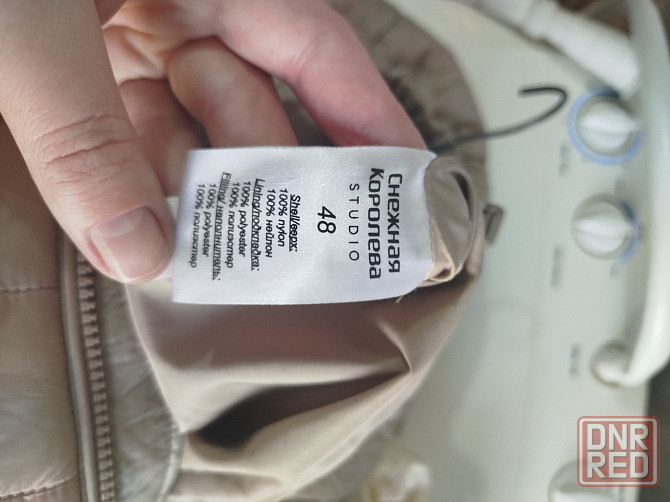 Снежная
Королева
STUDIO
48
Shell/верх:
100% nylon
100% нейлон
Lining/подкладка:
100% polyester
100% полиэстер
Filling/ наполнитель:
100% polyester
100% полиэстер
DNR
RED